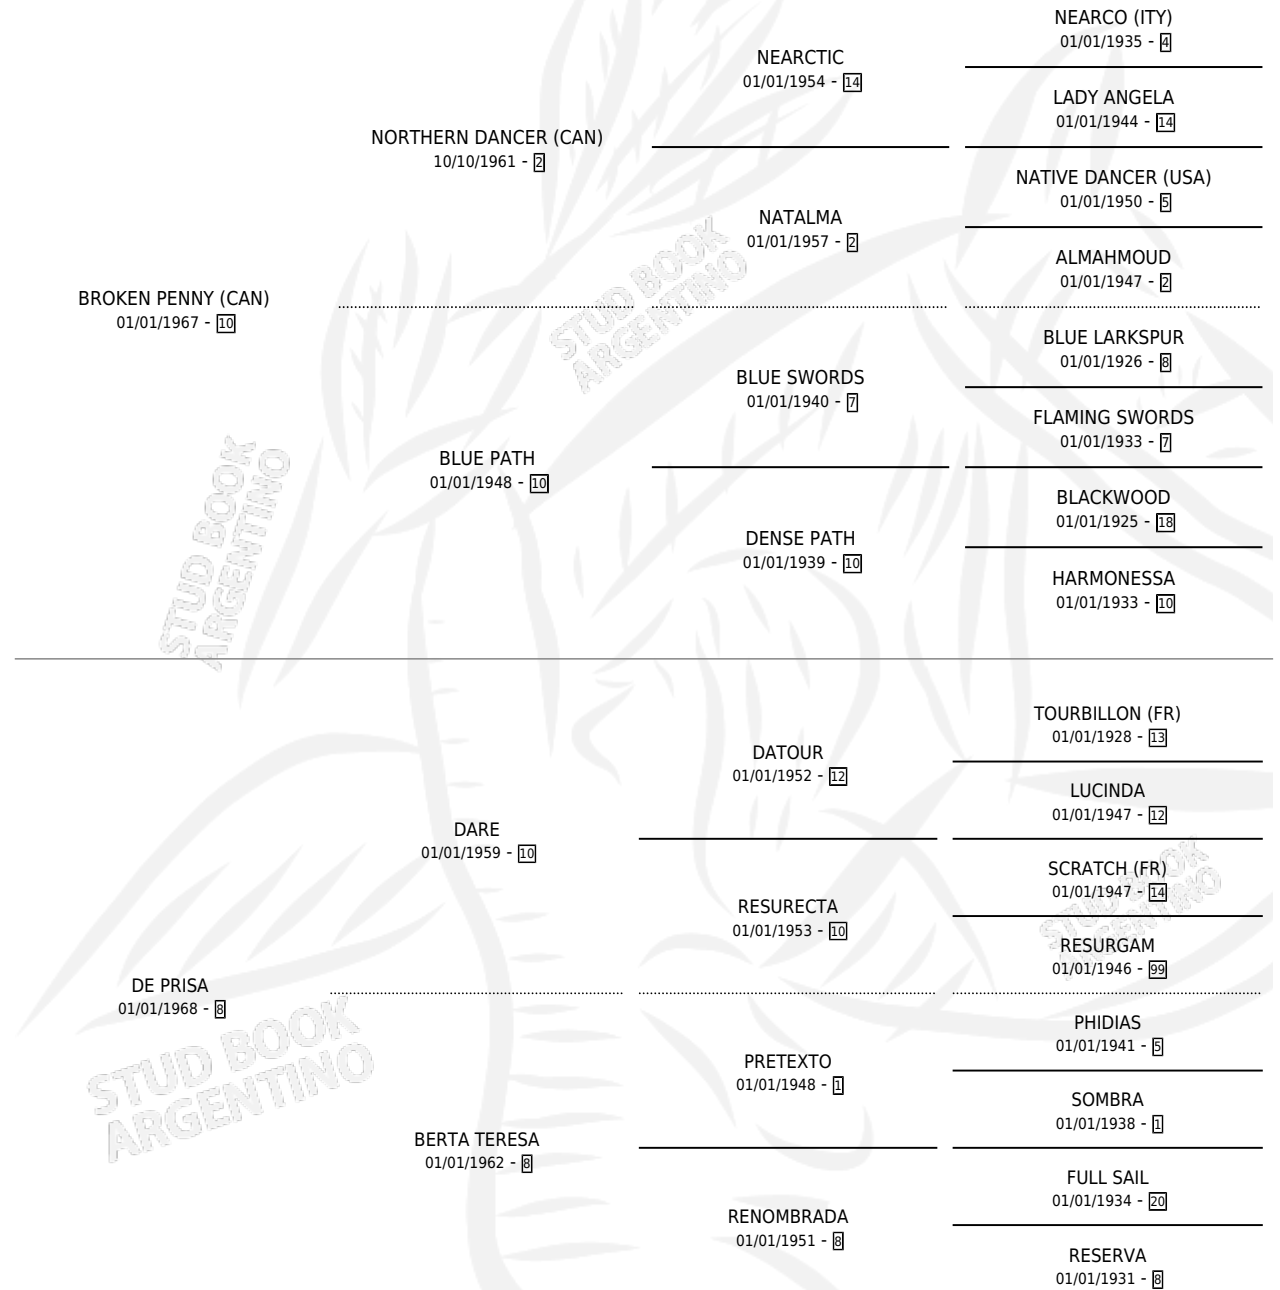 NEARCO (ITY)
01/01/1935 - 4
NEARCTIC
01/01/1954 - 14
LADY ANGELA
01/01/1944 - 14
NORTHERN DANCER (CAN)
10/10/1961 - 2
NATIVE DANCER (USA)
01/01/1950 - 5
NATALMA
01/01/1957 - 2
ALMAHMOUD
01/01/1947 - 2
BROKEN PENNY (CAN)
01/01/1967 - 10
BLUE LARKSPUR
01/01/1926 - 8
BLUE SWORDS
01/01/1940 - 7
FLAMING SWORDS
01/01/1933 - 7
BLUE PATH
01/01/1948 - 10
BLACKWOOD
01/01/1925 - 18
DENSE PATH
01/01/1939 - 10
HARMONESSA
01/01/1933 - 10
TOURBILLON (FR)
01/01/1928 - 13
DATOUR
01/01/1952 - 12
LUCINDA
01/01/1947 - 12
DARE
01/01/1959 - 10
SCRATCH (FR)
01/01/1947 - 14
RESURECTA
01/01/1953 - 10
RESURGAM
01/01/1946 - 99
DE PRISA
01/01/1968 - 8
PHIDIAS
01/01/1941 - 5
PRETEXTO
01/01/1948 - 1
SOMBRA
01/01/1938 - 1
BERTA TERESA
01/01/1962 - 8
FULL SAIL
01/01/1934 - 20
RENOMBRADA
01/01/1951 - 8
RESERVA
01/01/1931 - 8
STUD BOOK
ARGENTINO
STUD BOOK
ARGENTINO
STUD BOOK
ARGENTINO
STUD BOOK
ARGENTINO